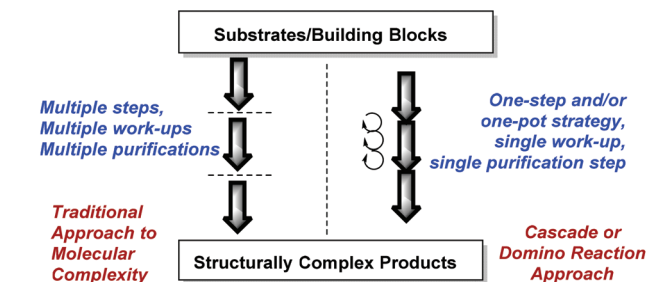 Substrates/Building Blocks
Multiple steps,
Multiple work-ups
Multiple purifications
One-step and/or
one-pot strategy,
single work-up,
single purification step
Traditional
Approach to
Molecular
Complexity
Structurally Complex Products
Cascade or
Domino Reaction
Approach